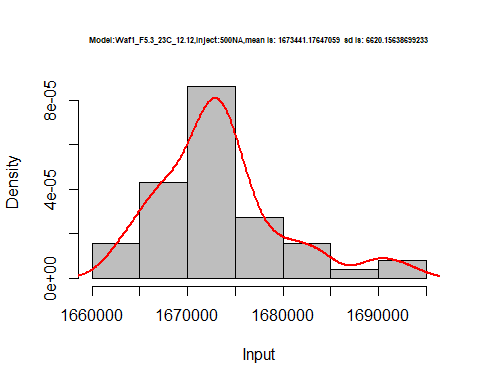 Model:Waf1_F5.3_23C_12.12,Inject:500NA,mean is: 1673441.17647059 sd is: 6620.15638699233
Density
0e+00 4e-05 8e-05
1660000 1670000 1680000 1690000
Input